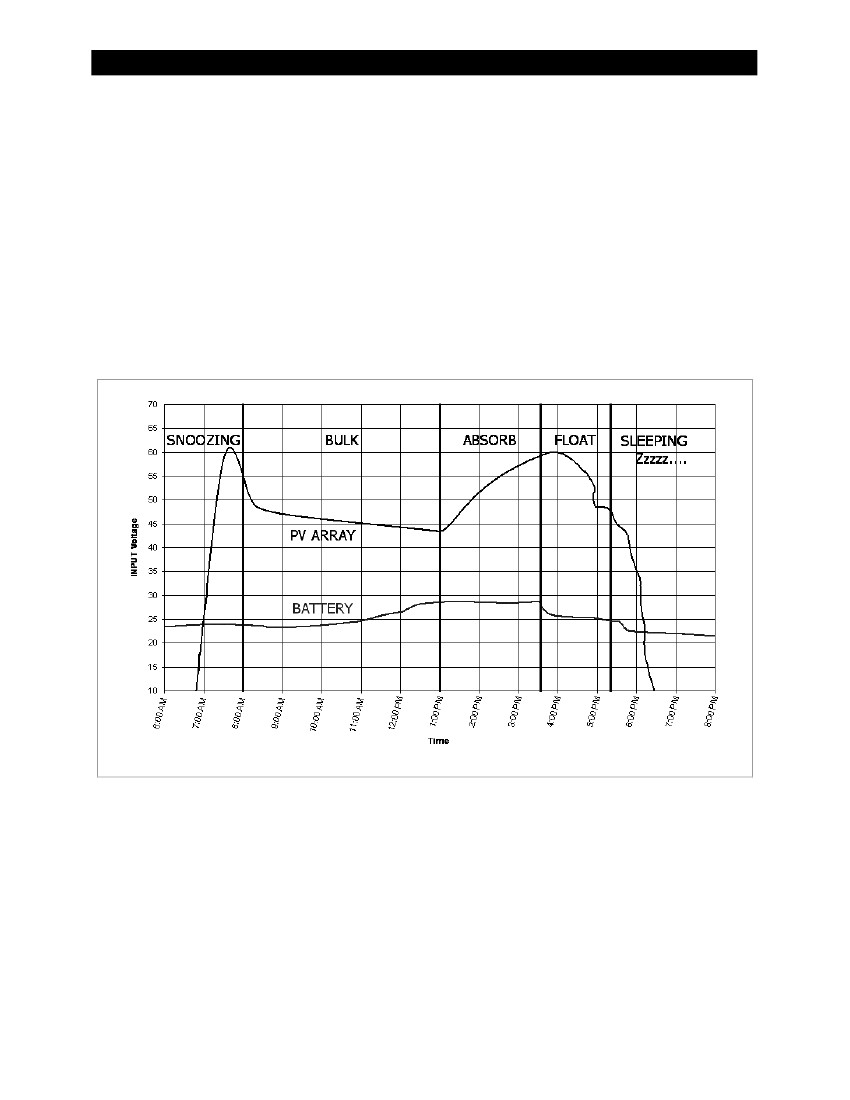 70
65
SNOOZING BULK ABSORB FLOAT SLEEPING
60
Zzzzz....
55
50
45
PV ARRAY
40
INPUT Voltage
35
30
BATTERY
25
20
15
10
6:00 AM 7:00 AM 8:00 AM 9:00 AM 10:00 AM 11:00 AM 12:00 PM 1:00 PM 2:00 PM 3:00 PM 4:00 PM 5:00 PM 6:00 PM 7:00 PM 8:00 PM
Time